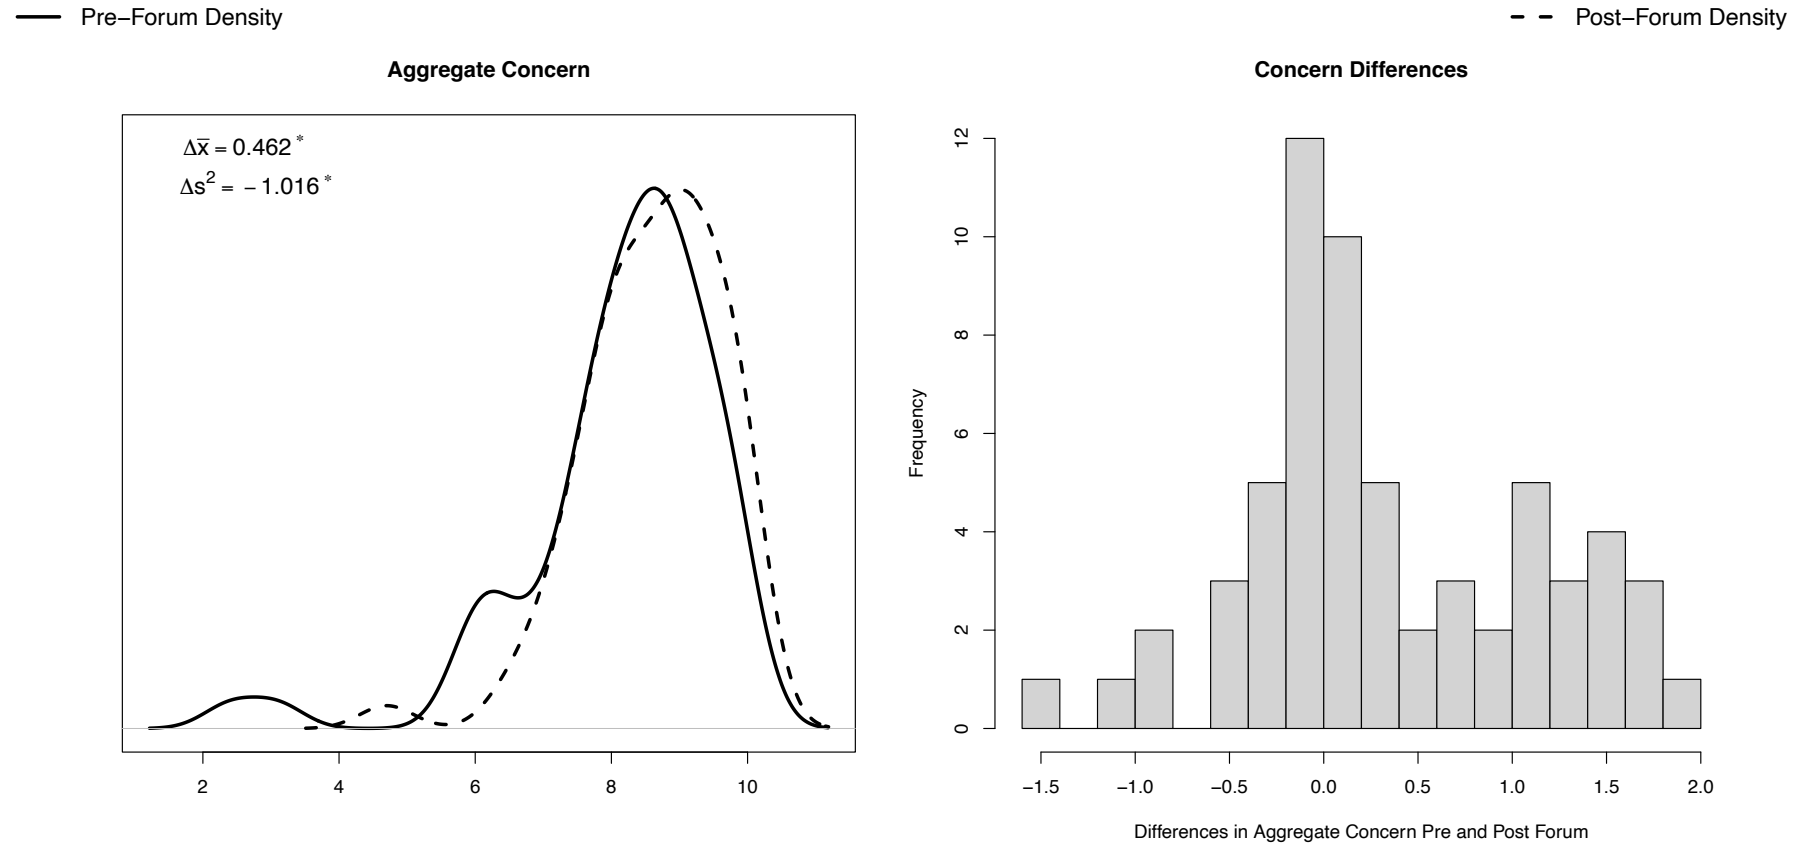 Pre–Forum Density
Post–Forum Density
Aggregate Concern
Δx̅ = 0.462 *
Δs² = −1.016 *
2 4 6 8 10
Concern Differences
Frequency
0 2 4 6 8 10 12
−1.5 −1.0 −0.5 0.0 0.5 1.0 1.5 2.0
Differences in Aggregate Concern Pre and Post Forum